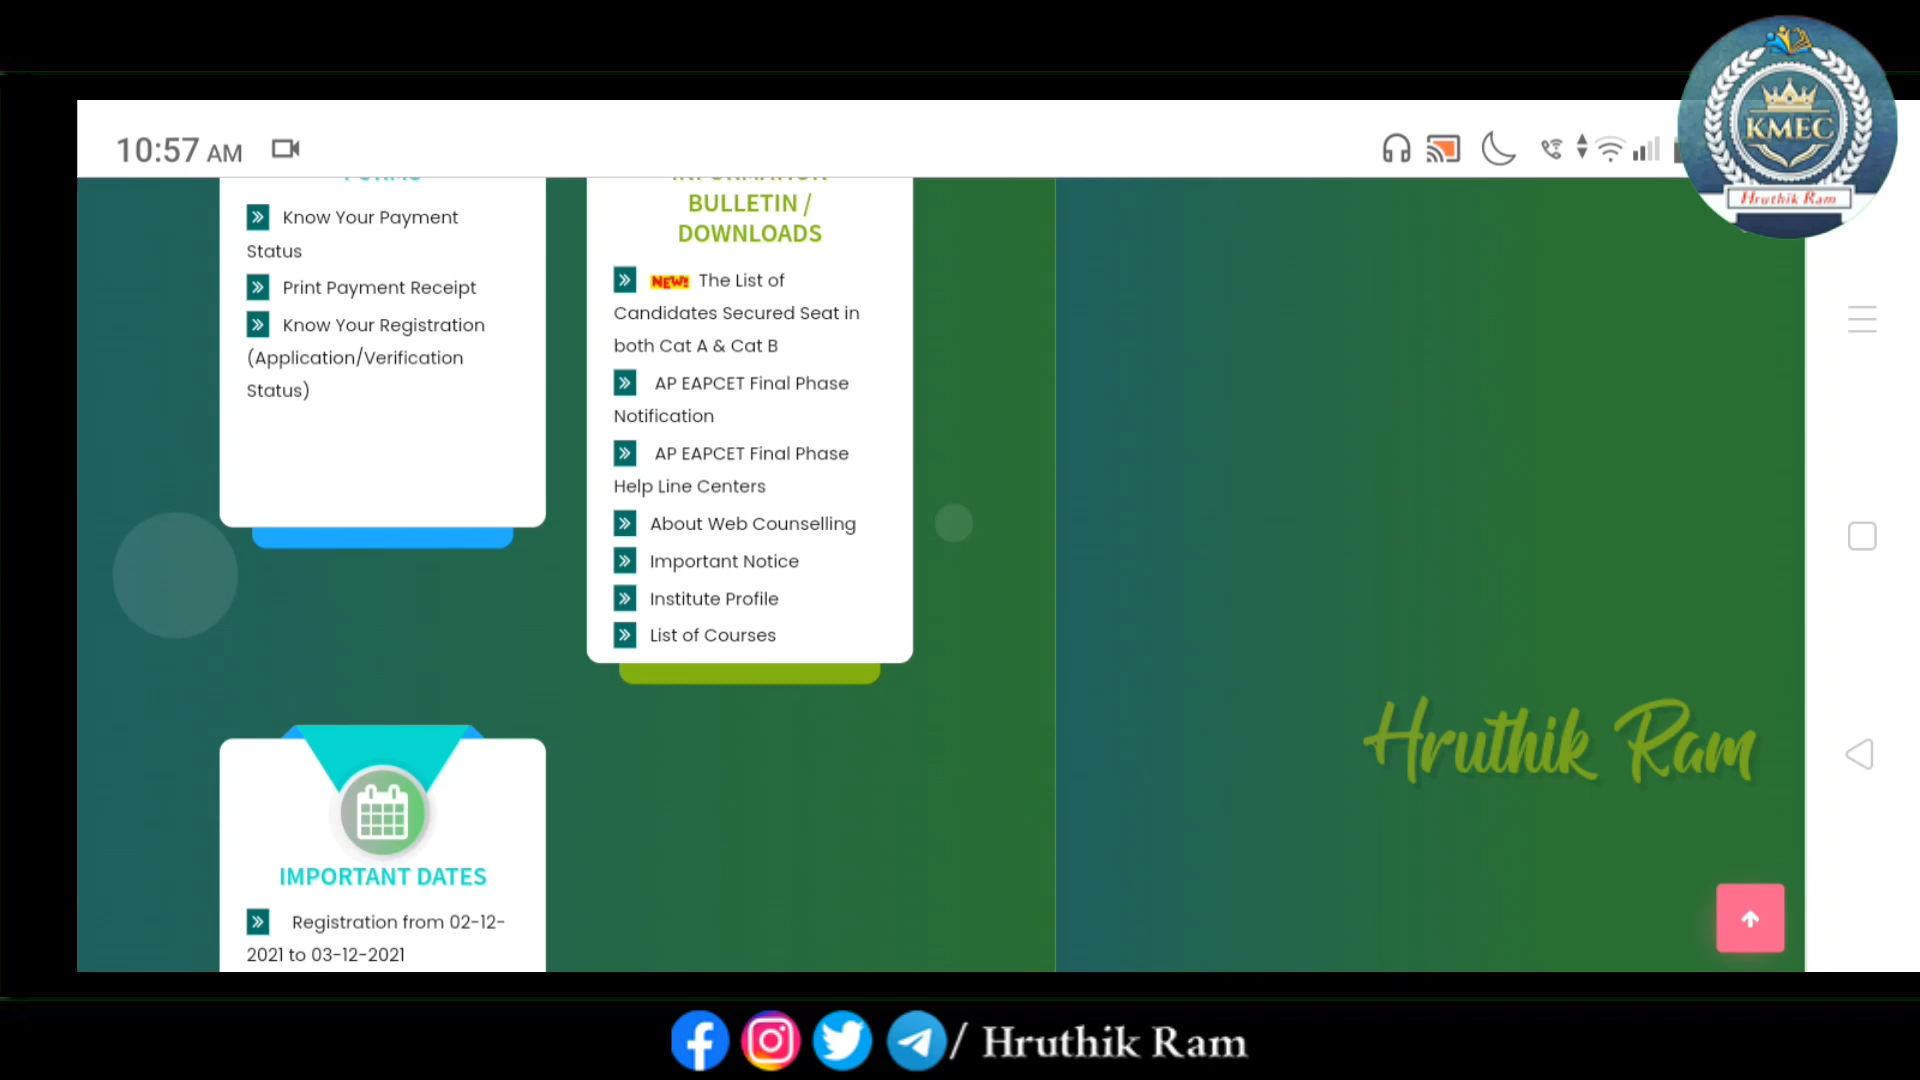 10:57 AM
KMEC
Hruthik Ram
FORMS
Know Your Payment
Status
Print Payment Receipt
Know Your Registration
(Application/Verification
Status)
INFORMATION
BULLETIN /
DOWNLOADS
NEW! The List of
Candidates Secured Seat in
both Cat A & Cat B
AP EAPCET Final Phase
Notification
AP EAPCET Final Phase
Help Line Centers
About Web Counselling
Important Notice
Institute Profile
List of Courses
IMPORTANT DATES
Registration from 02-12-
2021 to 03-12-2021
Hruthik Ram
/ Hruthik Ram